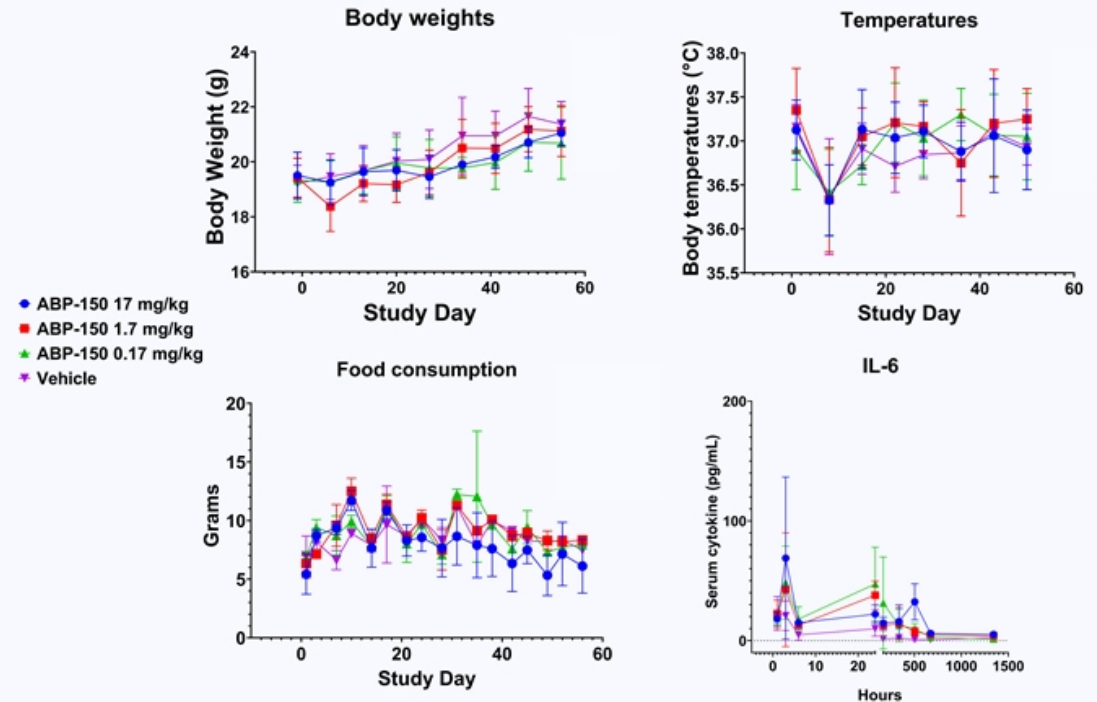 Body weights
Body Weight (g)
24
22
20
18
16
0 20 40 60
Study Day
Temperatures
Body temperatures (°C)
38.0
37.5
37.0
36.5
36.0
35.5
0 20 40 60
Study Day
ABP-150 17 mg/kg
ABP-150 1.7 mg/kg
ABP-150 0.17 mg/kg
Vehicle
Food consumption
Grams
20
15
10
5
0
0 20 40 60
Study Day
IL-6
Serum cytokine (pg/mL)
200
100
0
0 10 20 500 1000 1500
Hours